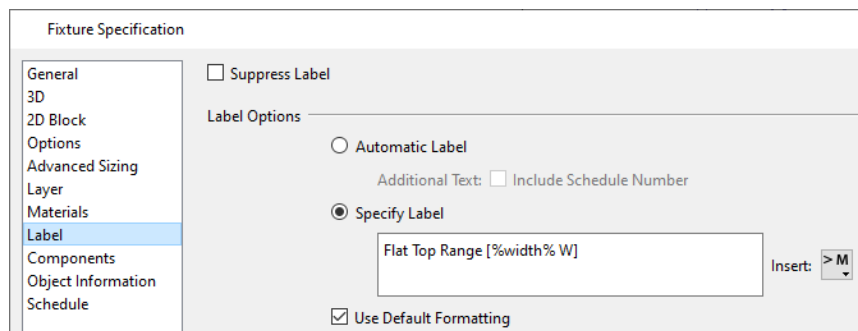 Fixture Specification
General
3D
2D Block
Options
Advanced Sizing
Layer
Materials
Label
Components
Object Information
Schedule
Suppress Label
Label Options
Automatic Label
Additional Text: Include Schedule Number
Specify Label
Flat Top Range [%width% W]
Insert: > M
Use Default Formatting